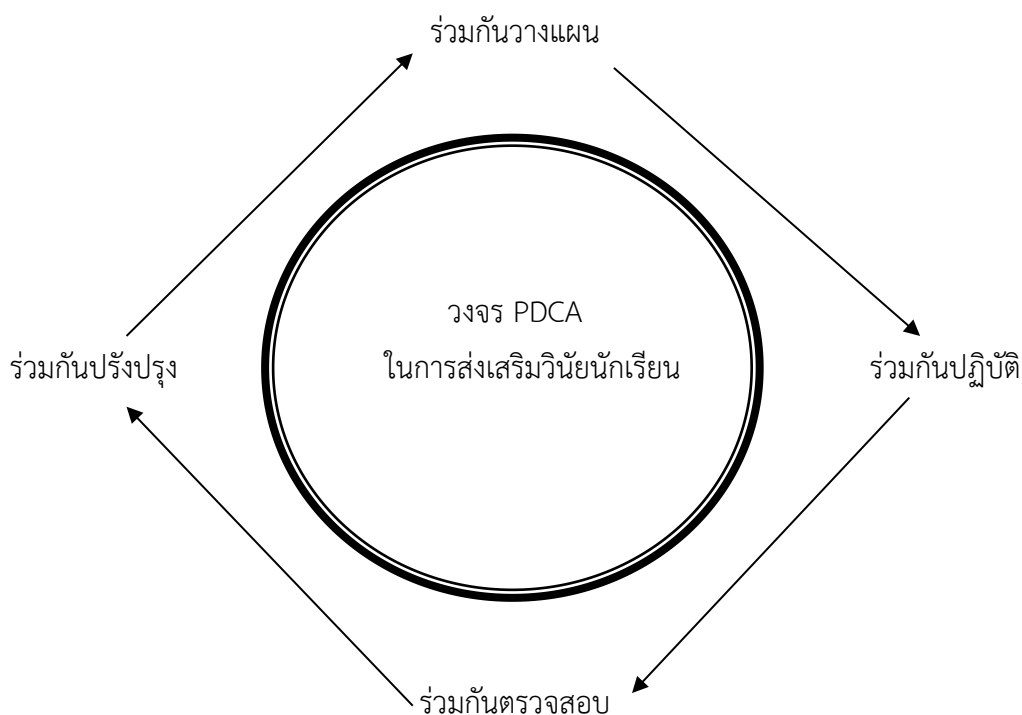 ร่วมกันวางแผน
วงจร PDCA
ในการส่งเสริมวินัยนักเรียน
ร่วมกันปรังปรุง
ร่วมกันปฏิบัติ
ร่วมกันตรวจสอบ